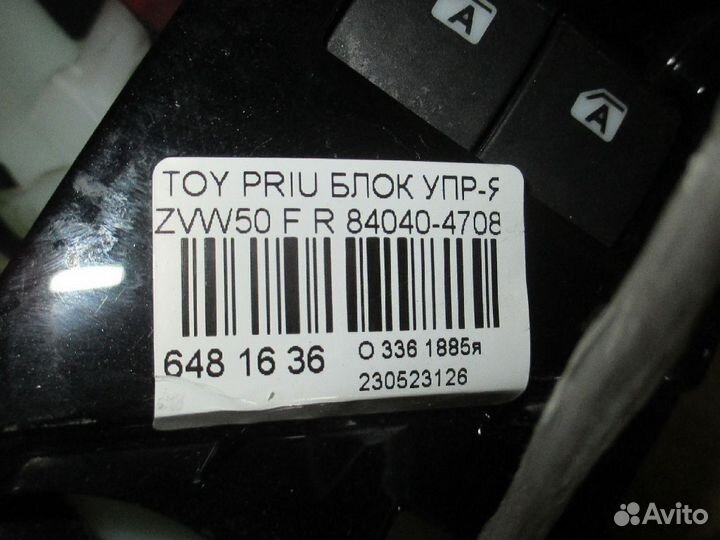 A
A
TOY PRIU БЛОК УПР-Я
ZVW50 F R 84040-4708
648 16 36
O 336 1885я
230523126
Avito